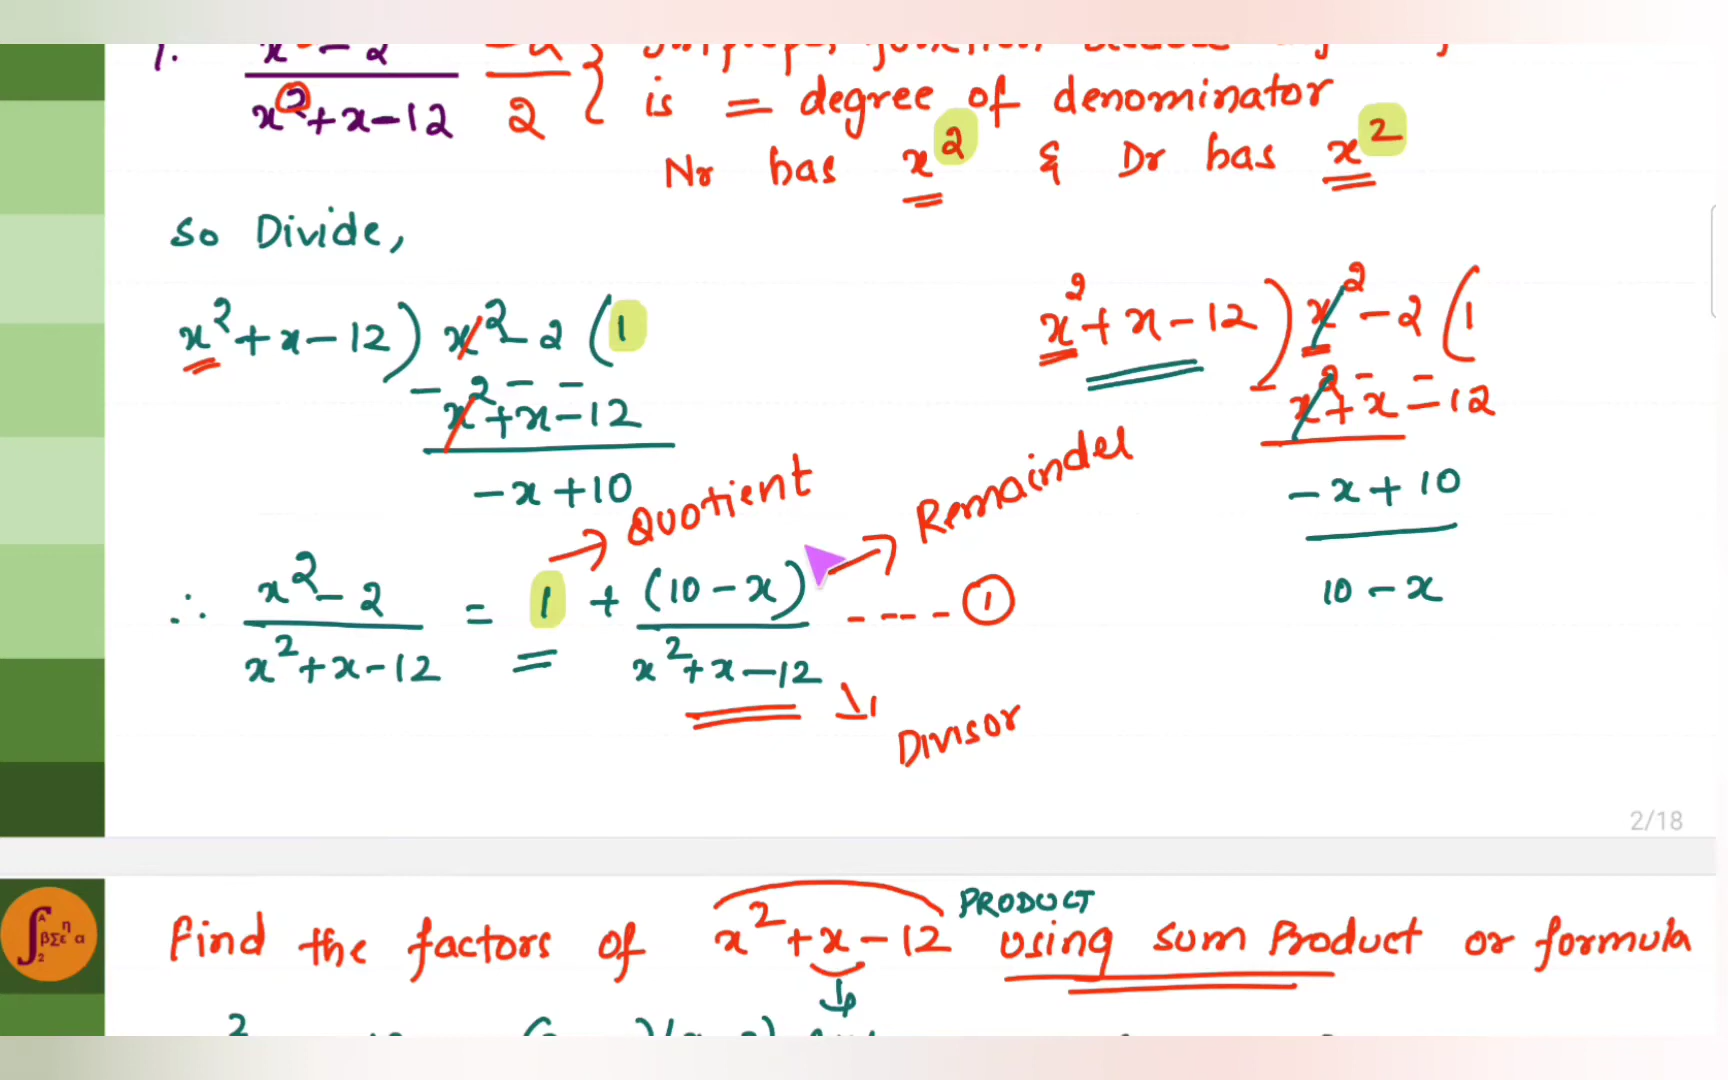 1. x² - 2 / x² + x - 12 2
is = degree of denominator
Nr has x² & Dr has x²
So Divide,
x² + x - 12 ) x² - 2 ( 1
- x² + x - 12
- x + 10
x² + x - 12 ) x² - 2 ( 1
x² + x - 12
- x + 10
10 - x
→ Quotient
→ Remainder
∴ x² - 2 / x² + x - 12 = 1 + (10 - x) / x² + x - 12 ---- ①
Divisor
2/18
PRODUCT
Find the factors of x² + x - 12 using sum Product or formula